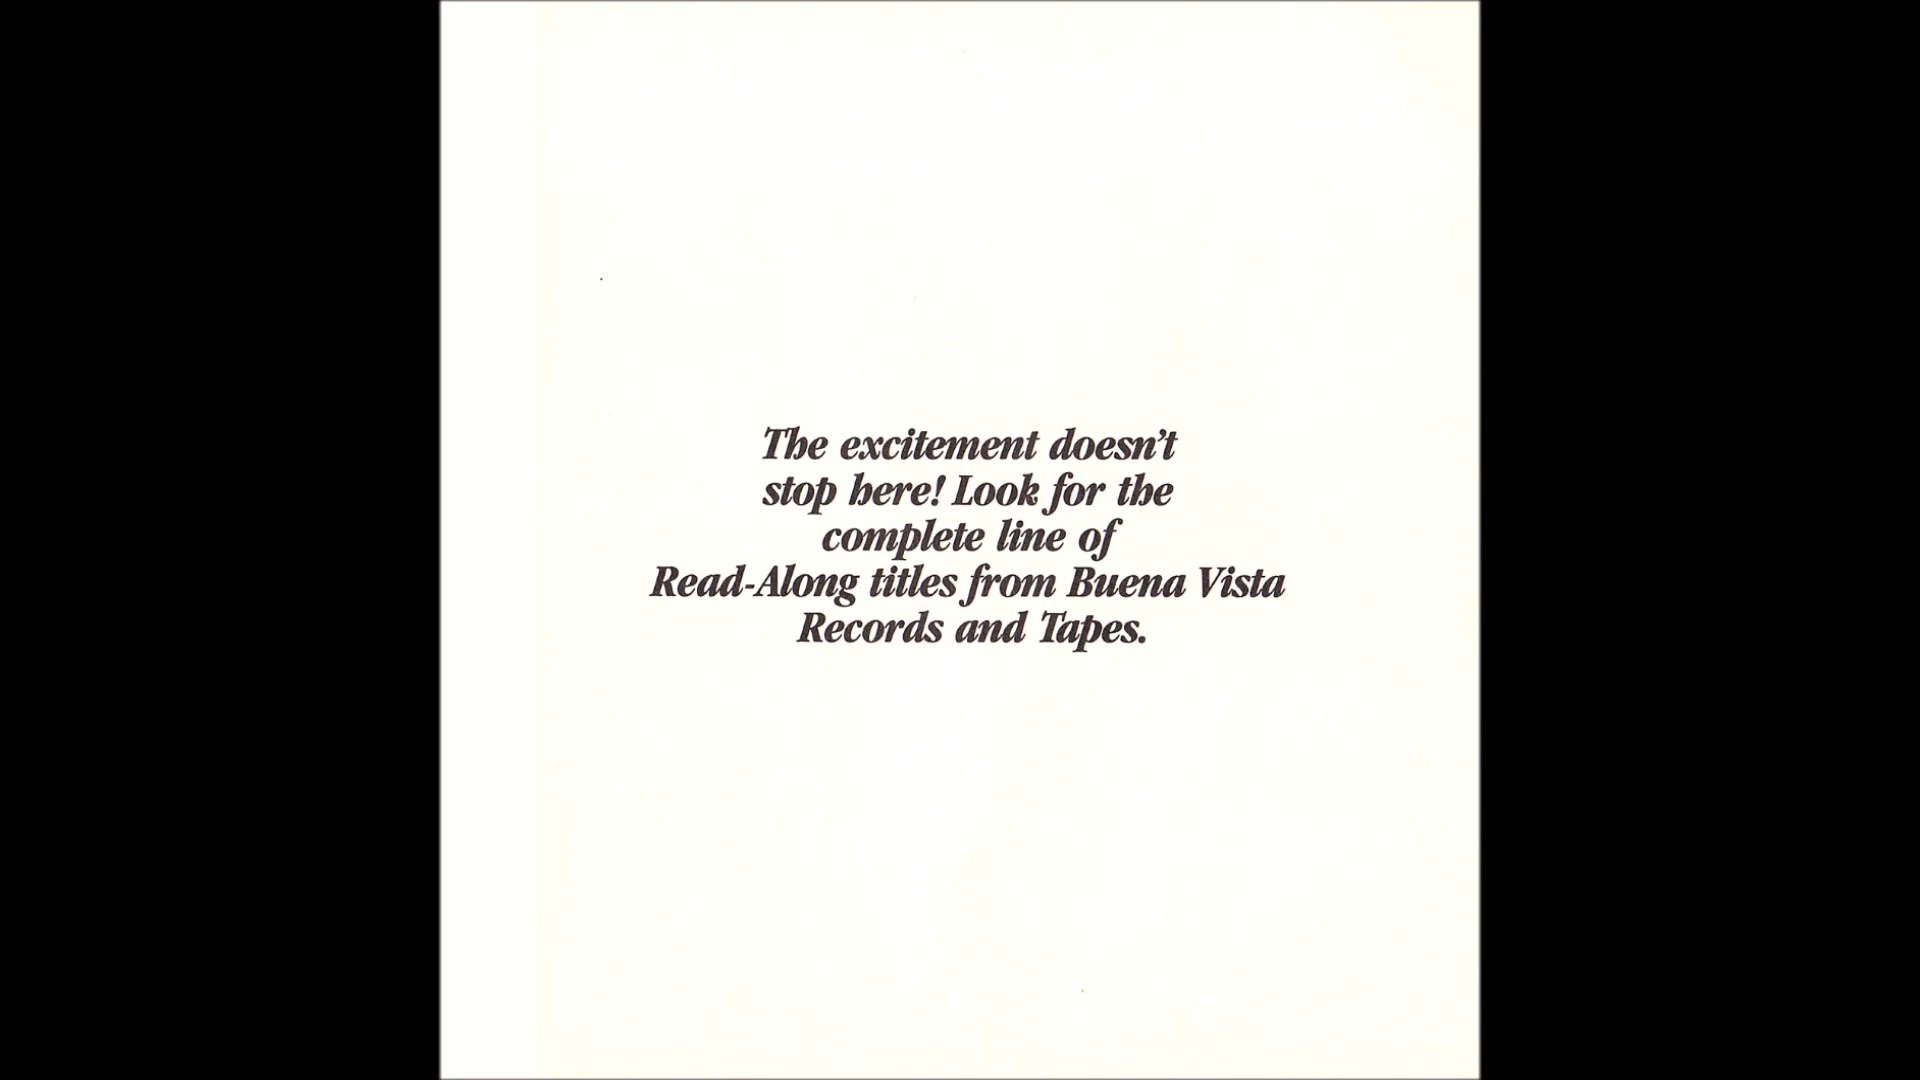 The excitement doesn't
stop here! Look for the
complete line of
Read-Along titles from Buena Vista
Records and Tapes.